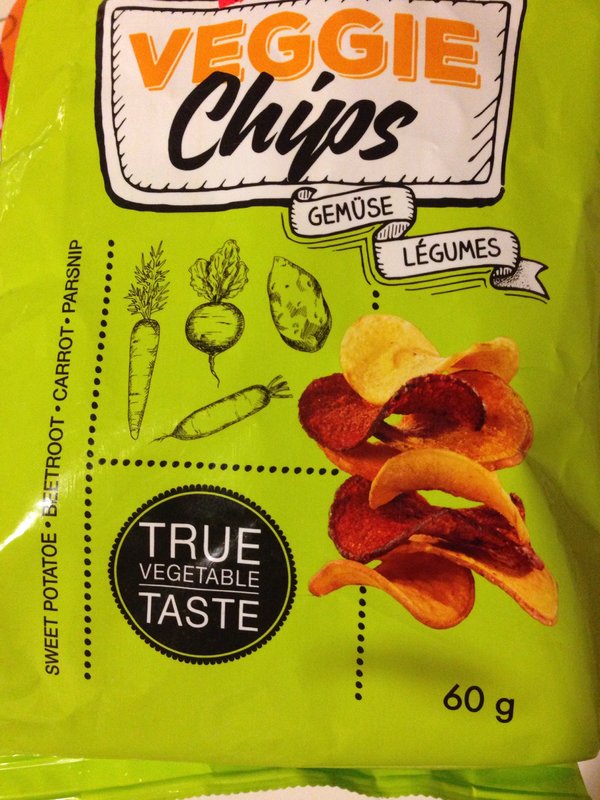 VEGGIE
Chips
GEMÜSE
LÉGUMES
SWEET POTATOE • BEETROOT • CARROT • PARSNIP
TRUE
VEGETABLE
TASTE
60 g